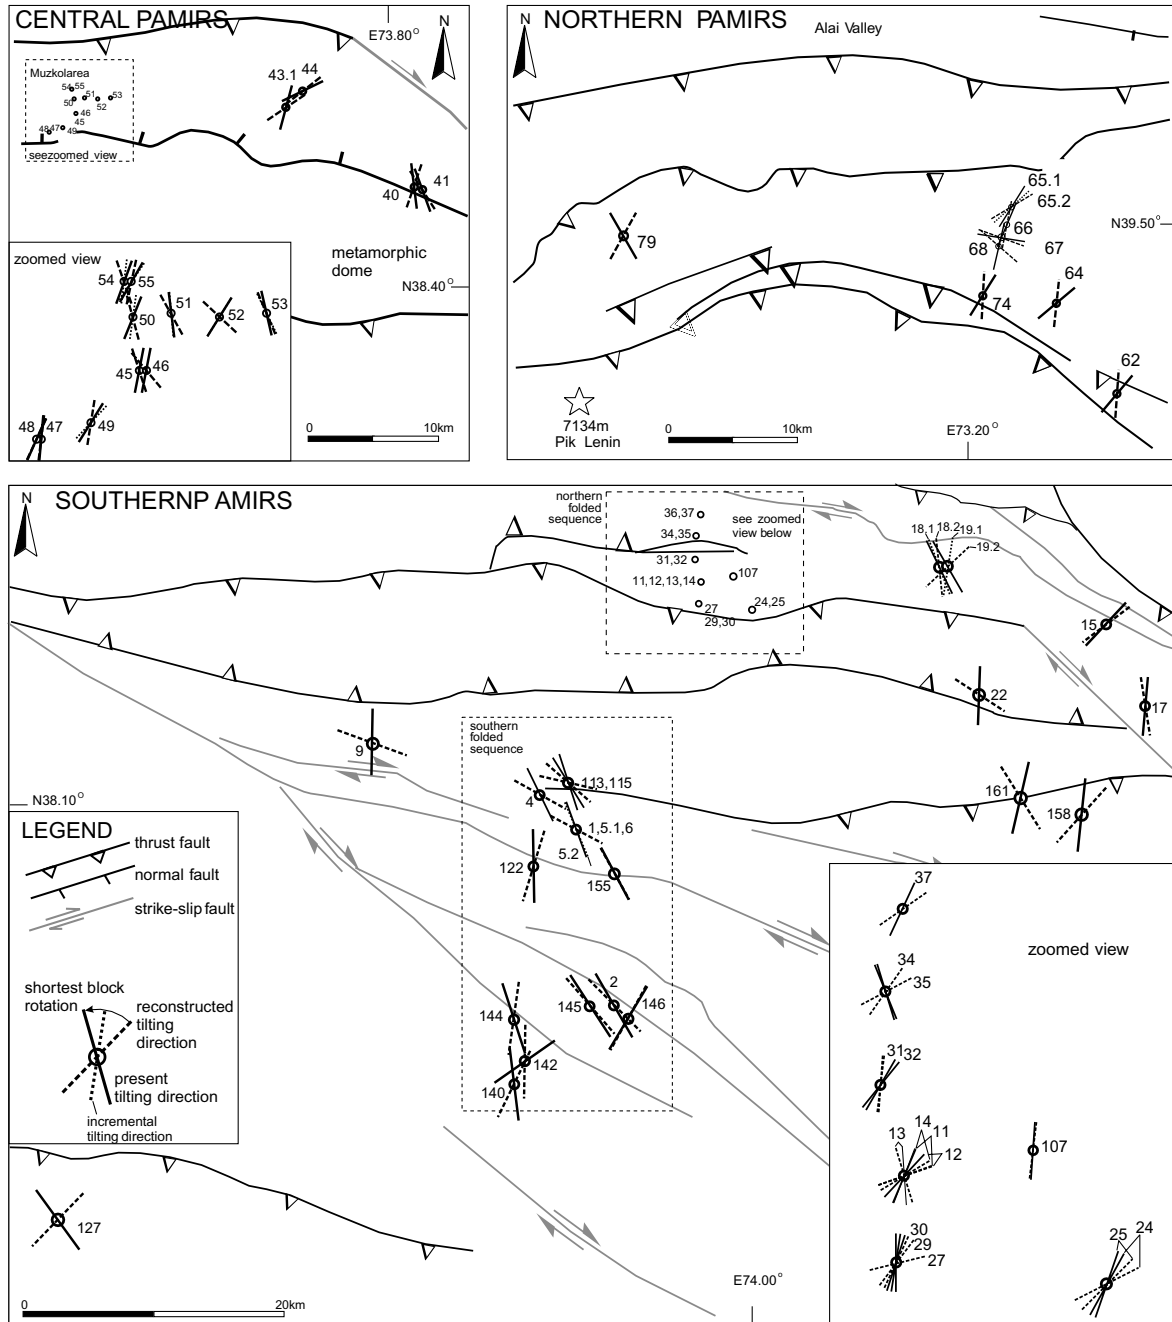 CENTRAL PAMIRS
E73.80°
N
Muzkolarea
54 55
50 51 52 53
46
45
48 47 49
seezoomed view
43.1 44
40 41
zoomed view
metamorphic
dome
N38.40°
54 55
50 51 52 53
45 46
48 47 49
0 10km
NORTHERN PAMIRS
N
Alai Valley
65.1
65.2
N39.50°
66
79
68 67
64
74
62
7134m
Pik Lenin
0 10km
E73.20°
SOUTHERNP AMIRS
N
northern
folded
sequence
36,37
see zoomed
view below
34,35
31,32
107
11,12,13,14
27
24,25
29,30
18.1 18.2 19.1
19.2
15
22
17
9
southern
folded
sequence
113,115
4
161
158
N38.10°
1,5.1,6
5.2
122
155
LEGEND
thrust fault
normal fault
strike-slip fault
shortest block
rotation
reconstructed
tilting
direction
present
tilting direction
incremental
tilting direction
2
145 146
144
142
140
127
E74.00°
0 20km
zoomed view
37
34
35
31 32
13 14 11
12
107
30
29
27
25 24